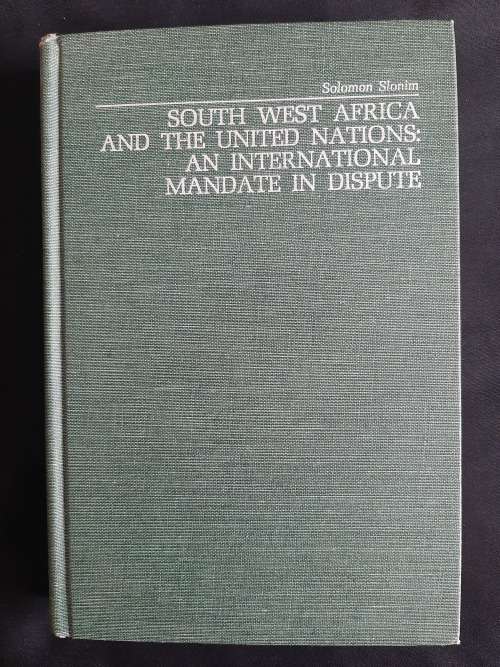 Solomon Slonim
SOUTH WEST AFRICA
AND THE UNITED NATIONS:
AN INTERNATIONAL
MANDATE IN DISPUTE